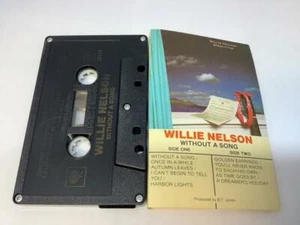 WILLIE NELSON
WITHOUT A SONG
WILLIE NELSON
WITHOUT A SONG
SIDE ONE
WITHOUT A SONG
ONCE IN A WHILE
AUTUMN LEAVES
I CAN'T BEGIN TO TELL
YOU
HARBOR LIGHTS
SIDE TWO
GOLDEN EARRINGS
YOU'LL NEVER KNOW
TO EACH HIS OWN
AS TIME GOES BY
A DREAMER'S HOLIDAY
Produced by